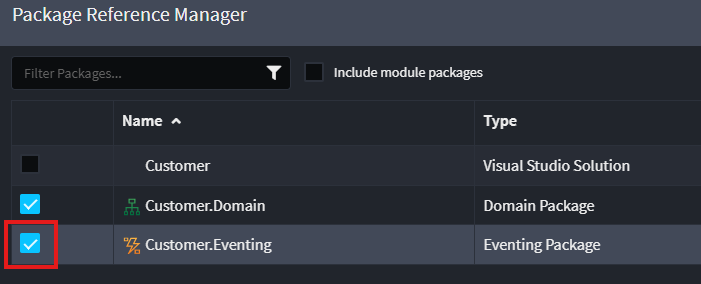 Package Reference Manager
Filter Packages... Include module packages
Name Type
Customer Visual Studio Solution
Customer.Domain Domain Package
Customer.Eventing Eventing Package